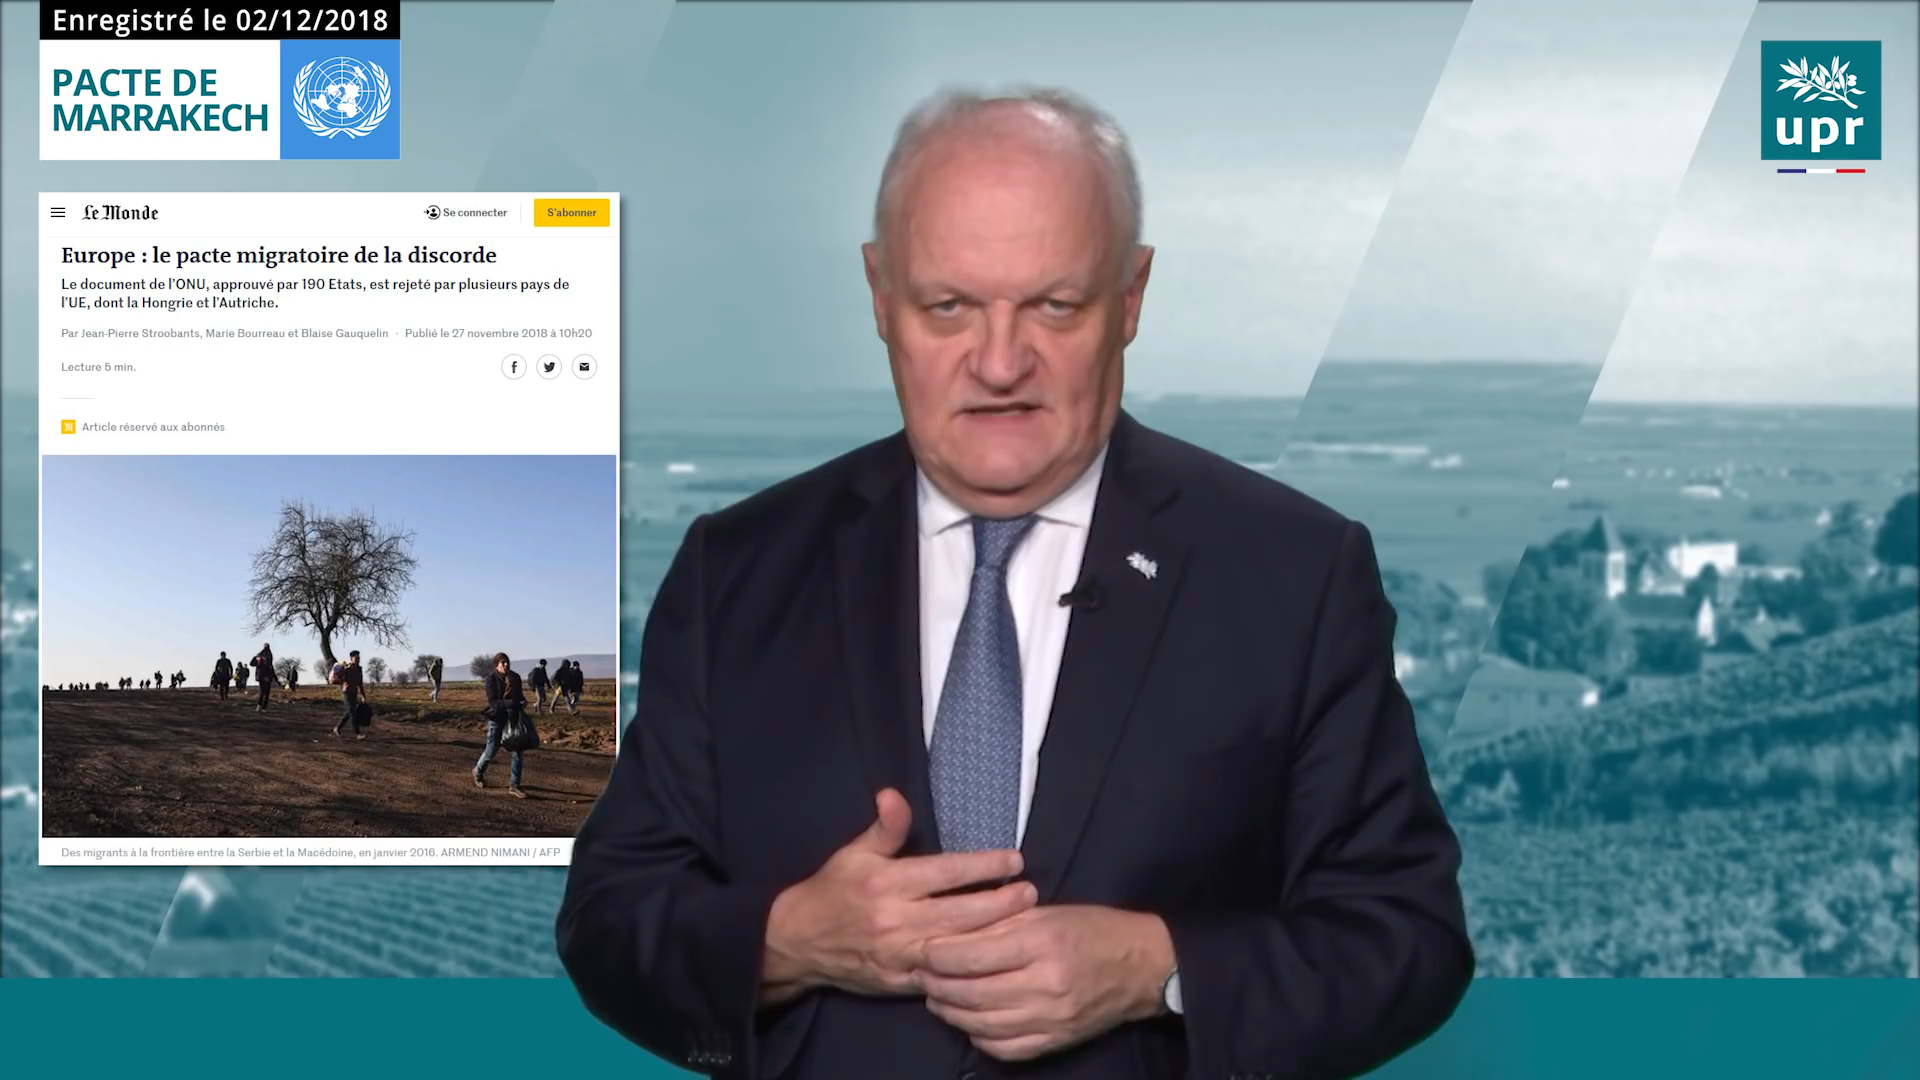 Enregistré le 02/12/2018
PACTE DE
MARRAKECH
upr
Le Monde
Se connecter
S'abonner
Europe : le pacte migratoire de la discorde
Le document de l'ONU, approuvé par 190 Etats, est rejeté par plusieurs pays de
l'UE, dont la Hongrie et l'Autriche.
Par Jean-Pierre Stroobants, Marie Bourreau et Blaise Gauquelin · Publié le 27 novembre 2018 à 10h20
Lecture 5 min.
Article réservé aux abonnés
Des migrants à la frontière entre la Serbie et la Macédoine, en janvier 2016. ARMEND NIMANI / AFP